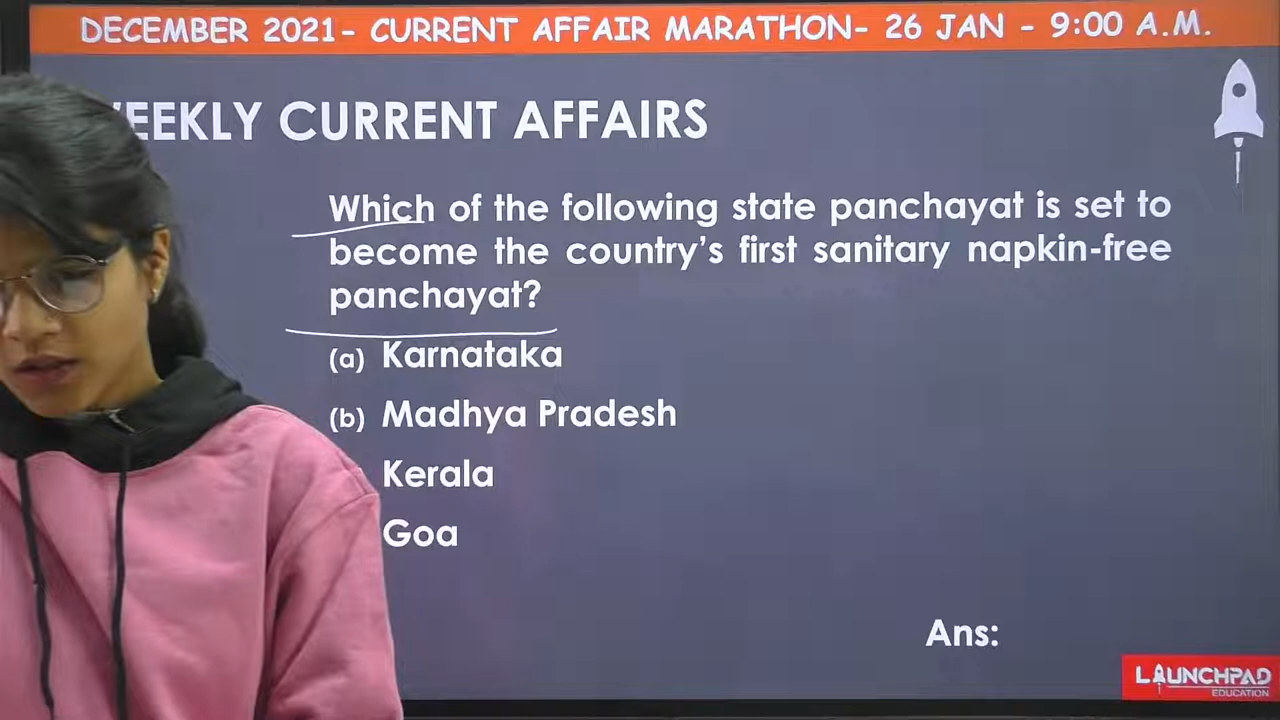 DECEMBER 2021- CURRENT AFFAIR MARATHON- 26 JAN - 9:00 A.M.
CURRENT AFFAIRS
Which of the following state panchayat is set to
become the country's first sanitary napkin-free
panchayat?
(a) Karnataka
(b) Madhya Pradesh
Kerala
Goa
Ans:
LAUNCHPAD
EDUCATION